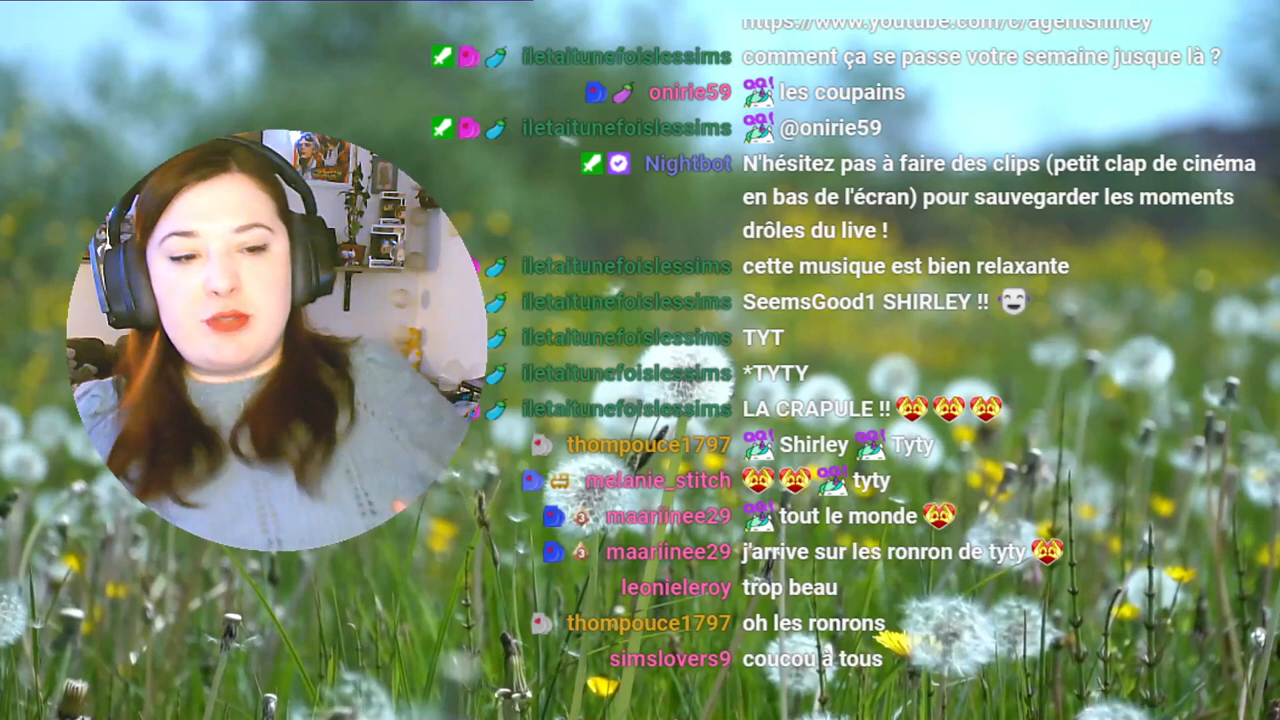 https://www.youtube.com/c/agentshirley
iletaitunefoislessims comment ça se passe votre semaine jusque là ?
onirie59 les coupains
iletaitunefoislessims @onirie59
Nightbot N'hésitez pas à faire des clips (petit clap de cinéma
en bas de l'écran) pour sauvegarder les moments
drôles du live !
iletaitunefoislessims cette musique est bien relaxante
iletaitunefoislessims SeemsGood1 SHIRLEY !!
iletaitunefoislessims TYT
iletaitunefoislessims *TYTY
iletaitunefoislessims LA CRAPULE !!
thompouce1797 Shirley Tyty
melanie_stitch tyty
maariinee29 tout le monde
maariinee29 j'arrive sur les ronron de tyty
leonieleroy trop beau
thompouce1797 oh les ronrons
simslovers9 coucou à tous